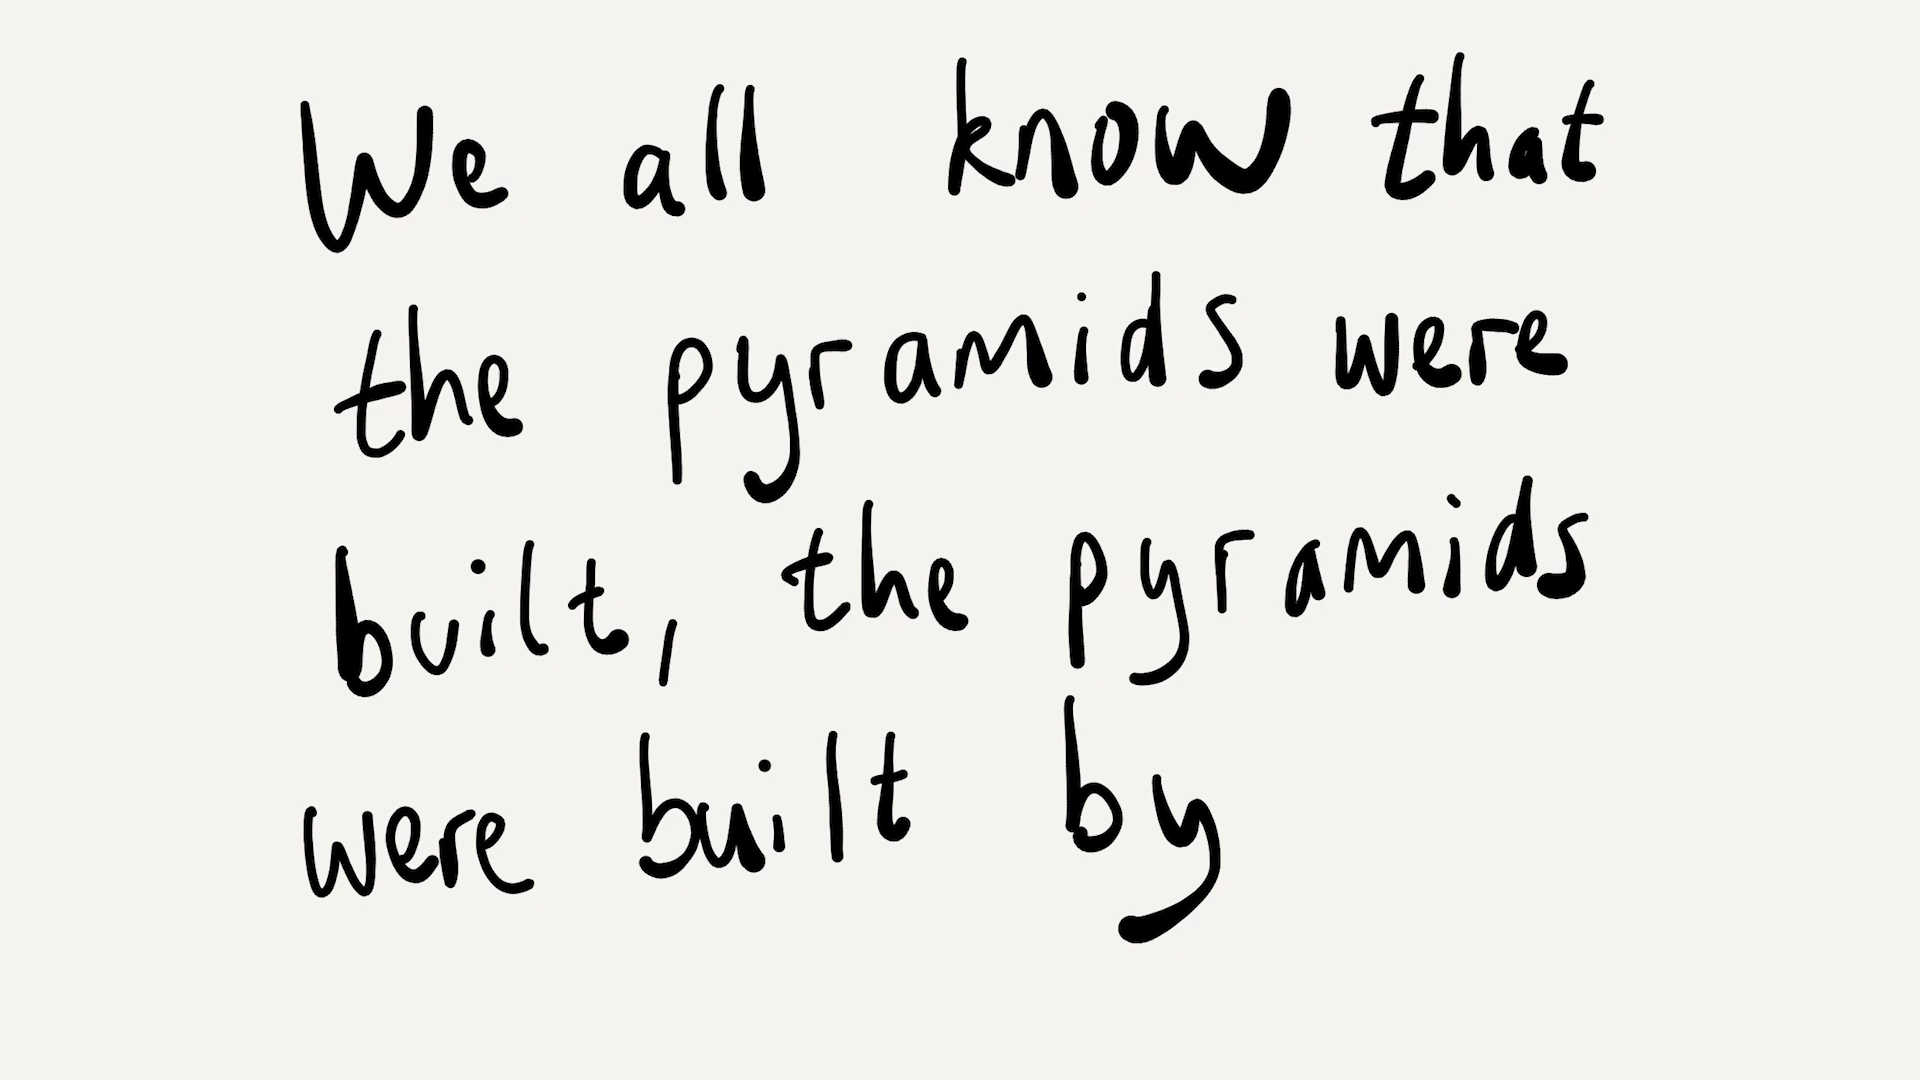 We all know that
the pyramids were
built, the pyramids
were built by